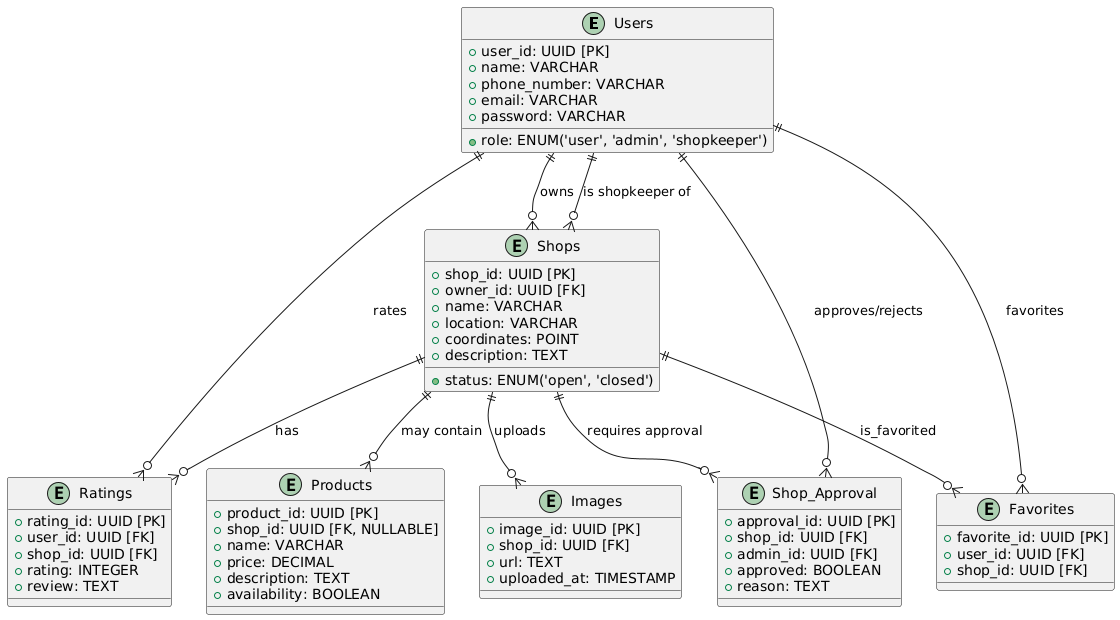 E Users
user_id: UUID [PK]
name: VARCHAR
phone_number: VARCHAR
email: VARCHAR
password: VARCHAR
role: ENUM('user', 'admin', 'shopkeeper')
owns
is shopkeeper of
E Shops
shop_id: UUID [PK]
owner_id: UUID [FK]
name: VARCHAR
location: VARCHAR
coordinates: POINT
description: TEXT
status: ENUM('open', 'closed')
rates
approves/rejects
favorites
has
may contain
uploads
requires approval
is_favorited
E Ratings
rating_id: UUID [PK]
user_id: UUID [FK]
shop_id: UUID [FK]
rating: INTEGER
review: TEXT
E Products
product_id: UUID [PK]
shop_id: UUID [FK, NULLABLE]
name: VARCHAR
price: DECIMAL
description: TEXT
availability: BOOLEAN
E Images
image_id: UUID [PK]
shop_id: UUID [FK]
url: TEXT
uploaded_at: TIMESTAMP
E Shop_Approval
approval_id: UUID [PK]
shop_id: UUID [FK]
admin_id: UUID [FK]
approved: BOOLEAN
reason: TEXT
E Favorites
favorite_id: UUID [PK]
user_id: UUID [FK]
shop_id: UUID [FK]